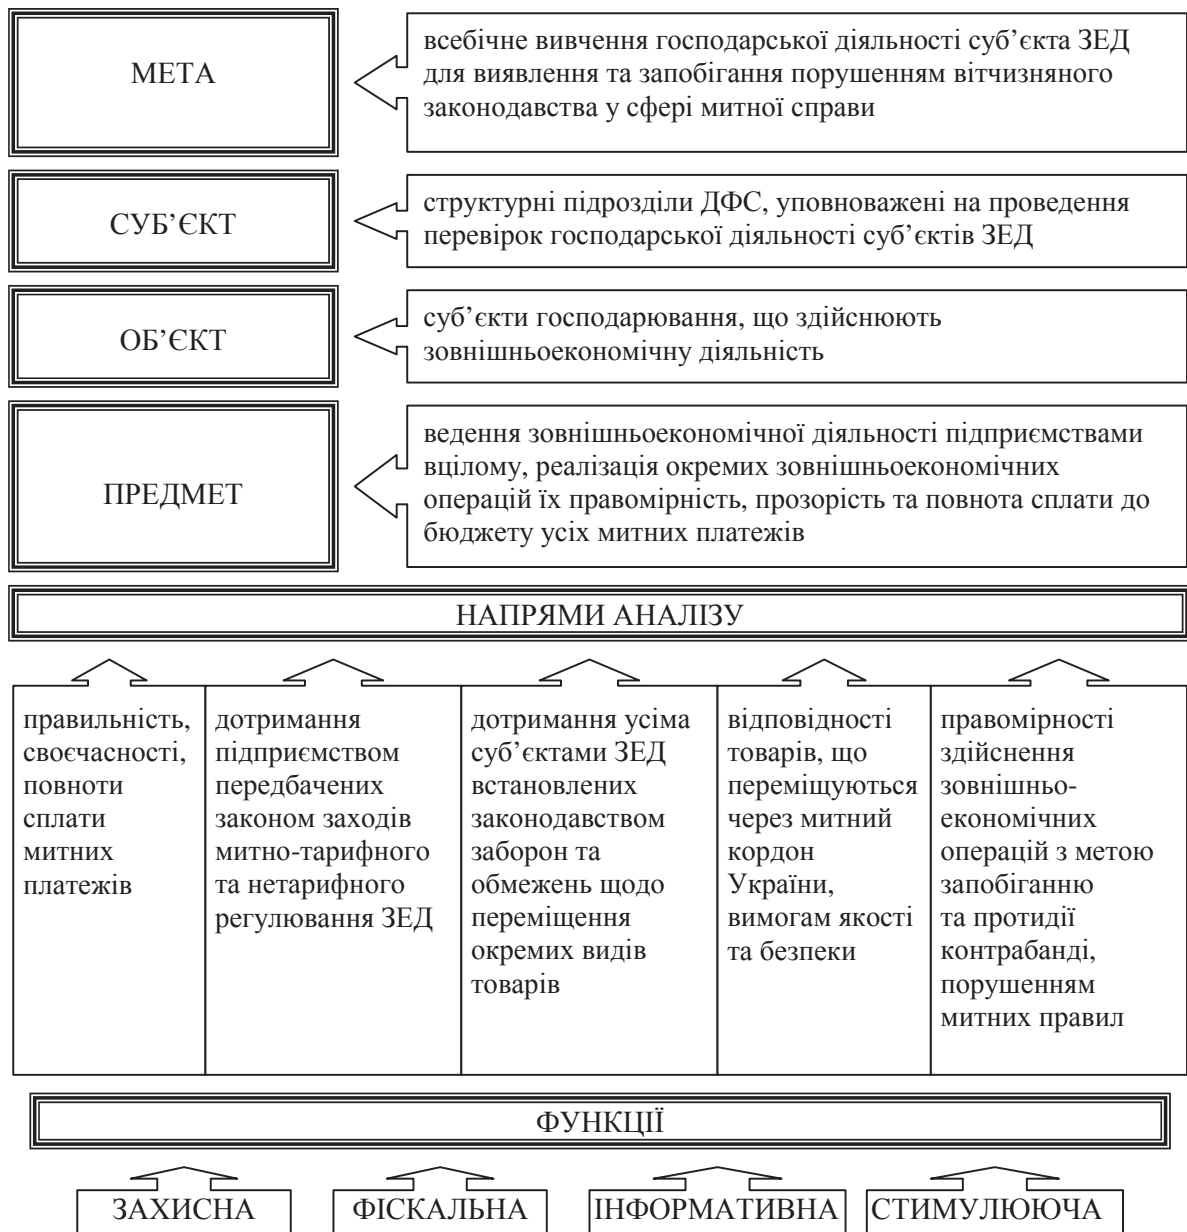 МЕТА
всебічне вивчення господарської діяльності суб’єкта ЗЕД
для виявлення та запобігання порушенням вітчизняного
законодавства у сфері митної справи
СУБ’ЄКТ
структурні підрозділи ДФС, уповноважені на проведення
перевірок господарської діяльності суб’єктів ЗЕД
ОБ’ЄКТ
суб’єкти господарювання, що здійснюють
зовнішньоекономічну діяльність
ПРЕДМЕТ
ведення зовнішньоекономічної діяльності підприємствами
вцілому, реалізація окремих зовнішньоекономічних
операцій їх правомірність, прозорість та повнота сплати до
бюджету усіх митних платежів
НАПРЯМИ АНАЛІЗУ
правильність,
своєчасності,
повноти
сплати
митних
платежів
дотримання
підприємством
передбачених
законом заходів
митно-тарифного
та нетарифного
регулювання ЗЕД
дотримання усіма
суб’єктами ЗЕД
встановлених
законодавством
заборон та
обмежень щодо
переміщення
окремих видів
товарів
відповідності
товарів, що
переміщуються
через митний
кордон
України,
вимогам якості
та безпеки
правомірності
здійснення
зовнішньо-
економічних
операцій з метою
запобіганню
та протидії
контрабанді,
порушенням
митних правил
ФУНКЦІЇ
ЗАХИСНА
ФІСКАЛЬНА
ІНФОРМАТИВНА
СТИМУЛЮЮЧА